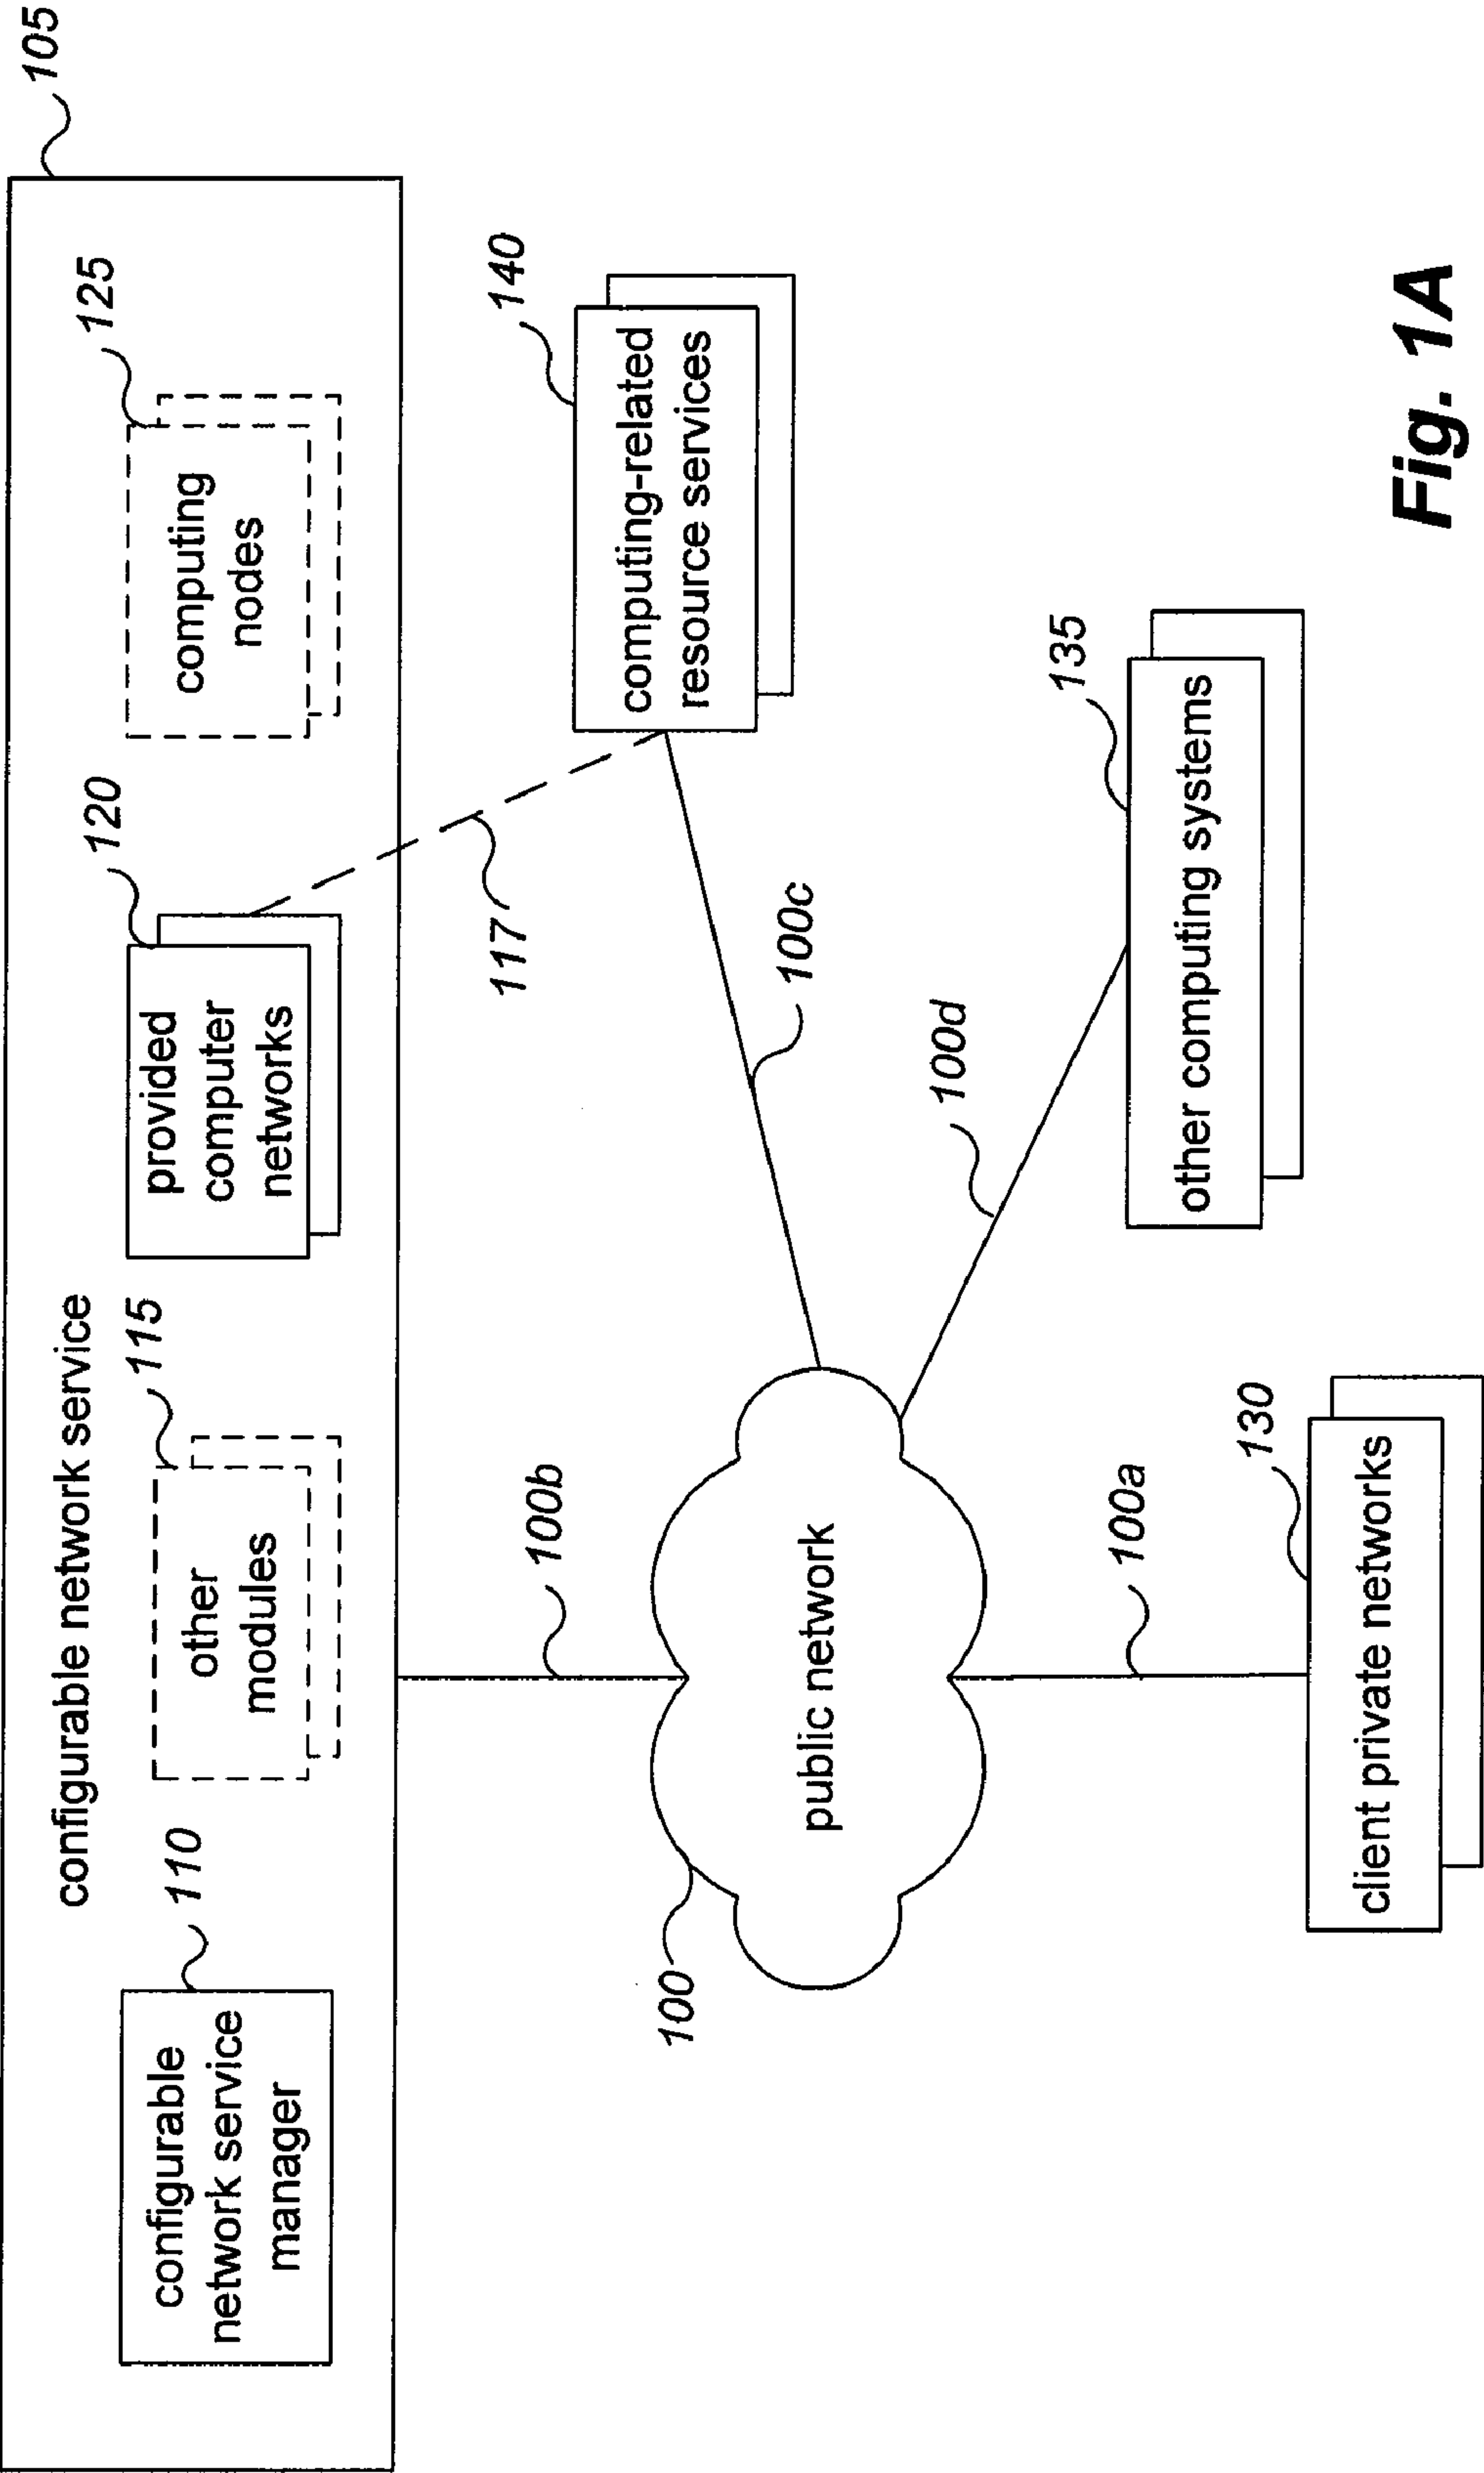 105
configurable network service
110
115
120
125
configurable
network service
manager
other
modules
provided
computer
networks
computing
nodes
117
140
computing-related
resource services
100b
100c
100
public network
100d
135
other computing systems
100a
130
client private networks
Fig. 1A